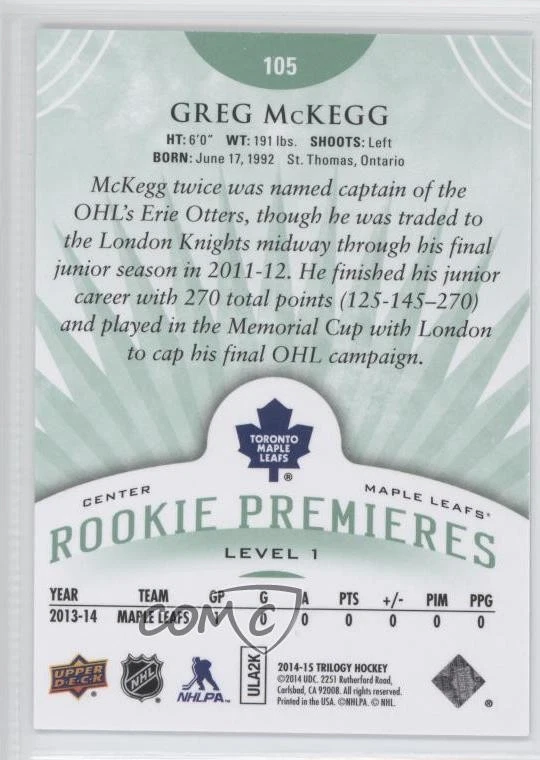 105
GREG McKEGG
HT: 6'0" WT: 191 lbs. SHOOTS: Left
BORN: June 17, 1992 St. Thomas, Ontario
McKegg twice was named captain of the
OHL's Erie Otters, though he was traded to
the London Knights midway through his final
junior season in 2011-12. He finished his junior
career with 270 total points (125-145–270)
and played in the Memorial Cup with London
to cap his final OHL campaign.
TORONTO
MAPLE
LEAFS
®
CENTER
MAPLE LEAFS®
ROOKIE PREMIERES
LEVEL 1
YEAR TEAM GP G A PTS +/- PIM PPG
2013-14 MAPLE LEAFS 1 0 0 0 0 0 0
COMC
UPPER
D·E·C·K
NHL
NHLPA
ULA2K
2014-15 TRILOGY HOCKEY
©2014 UDC. 2251 Rutherford Road,
Carlsbad, CA 92008. All rights reserved.
Printed in the USA. ©NHLPA. © NHL.
®